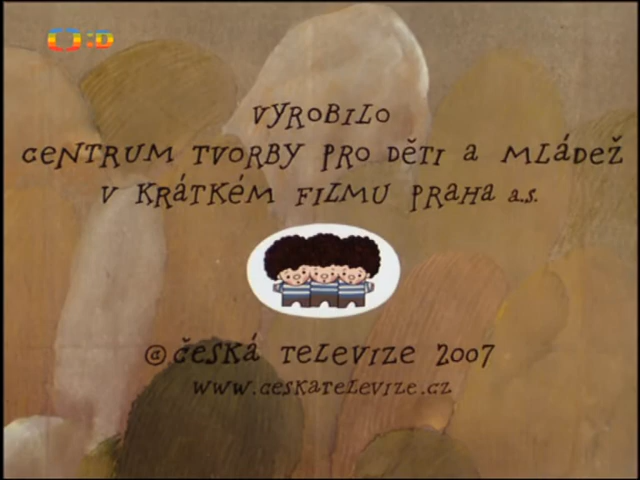 :D
VYROBILO
CENTRUM TVORBY PRO DĚTI A MLÁDEŽ
V KRÁTKÉM FILMU PRAHA a.s.
© ČESKÁ TELEVIZE 2007
WWW.CESKATELEVIZE.CZ